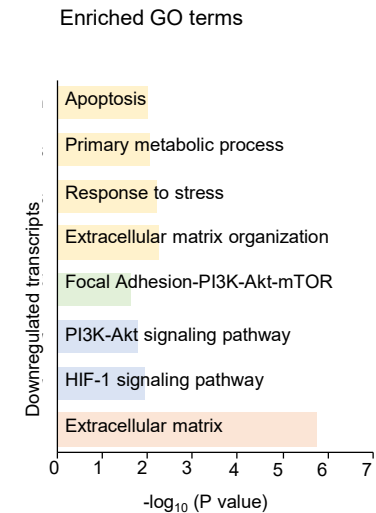 Enriched GO terms
Downregulated transcripts
Apoptosis
Primary metabolic process
Response to stress
Extracellular matrix organization
Focal Adhesion-PI3K-Akt-mTOR
PI3K-Akt signaling pathway
HIF-1 signaling pathway
Extracellular matrix
0 1 2 3 4 5 6 7
-log₁₀ (P value)